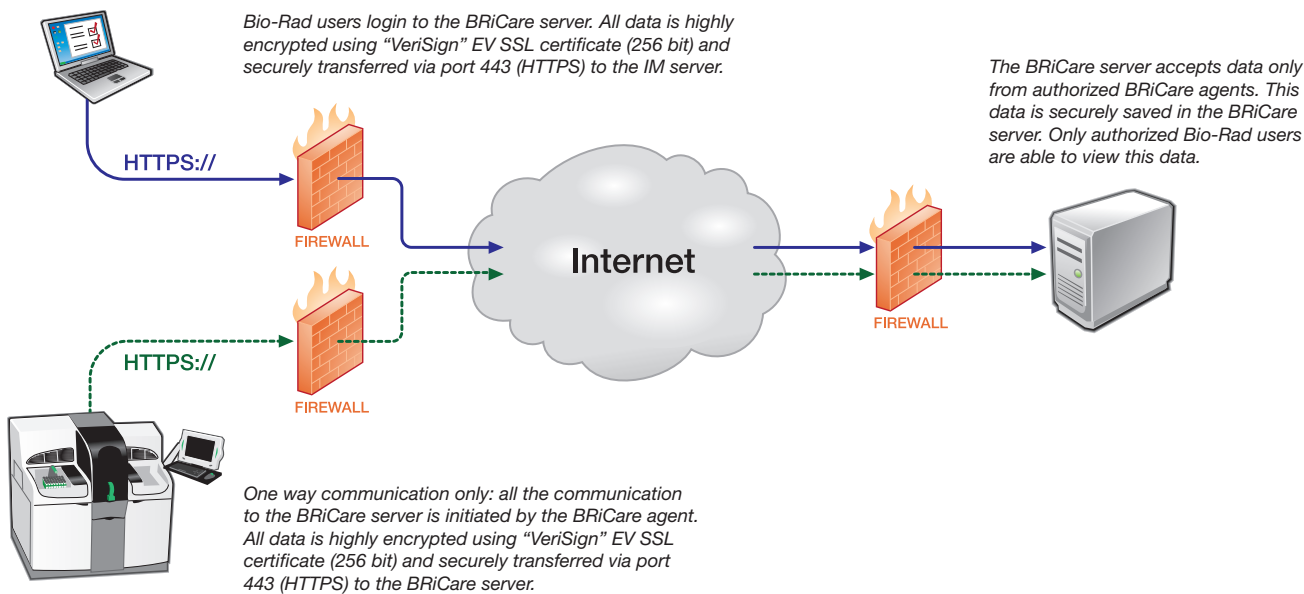 Bio-Rad users login to the BRiCare server. All data is highly
encrypted using “VeriSign” EV SSL certificate (256 bit) and
securely transferred via port 443 (HTTPS) to the IM server.
The BRiCare server accepts data only
from authorized BRiCare agents. This
data is securely saved in the BRiCare
server. Only authorized Bio-Rad users
are able to view this data.
HTTPS://
FIREWALL
Internet
FIREWALL
HTTPS://
FIREWALL
One way communication only: all the communication
to the BRiCare server is initiated by the BRiCare agent.
All data is highly encrypted using “VeriSign” EV SSL
certificate (256 bit) and securely transferred via port
443 (HTTPS) to the BRiCare server.